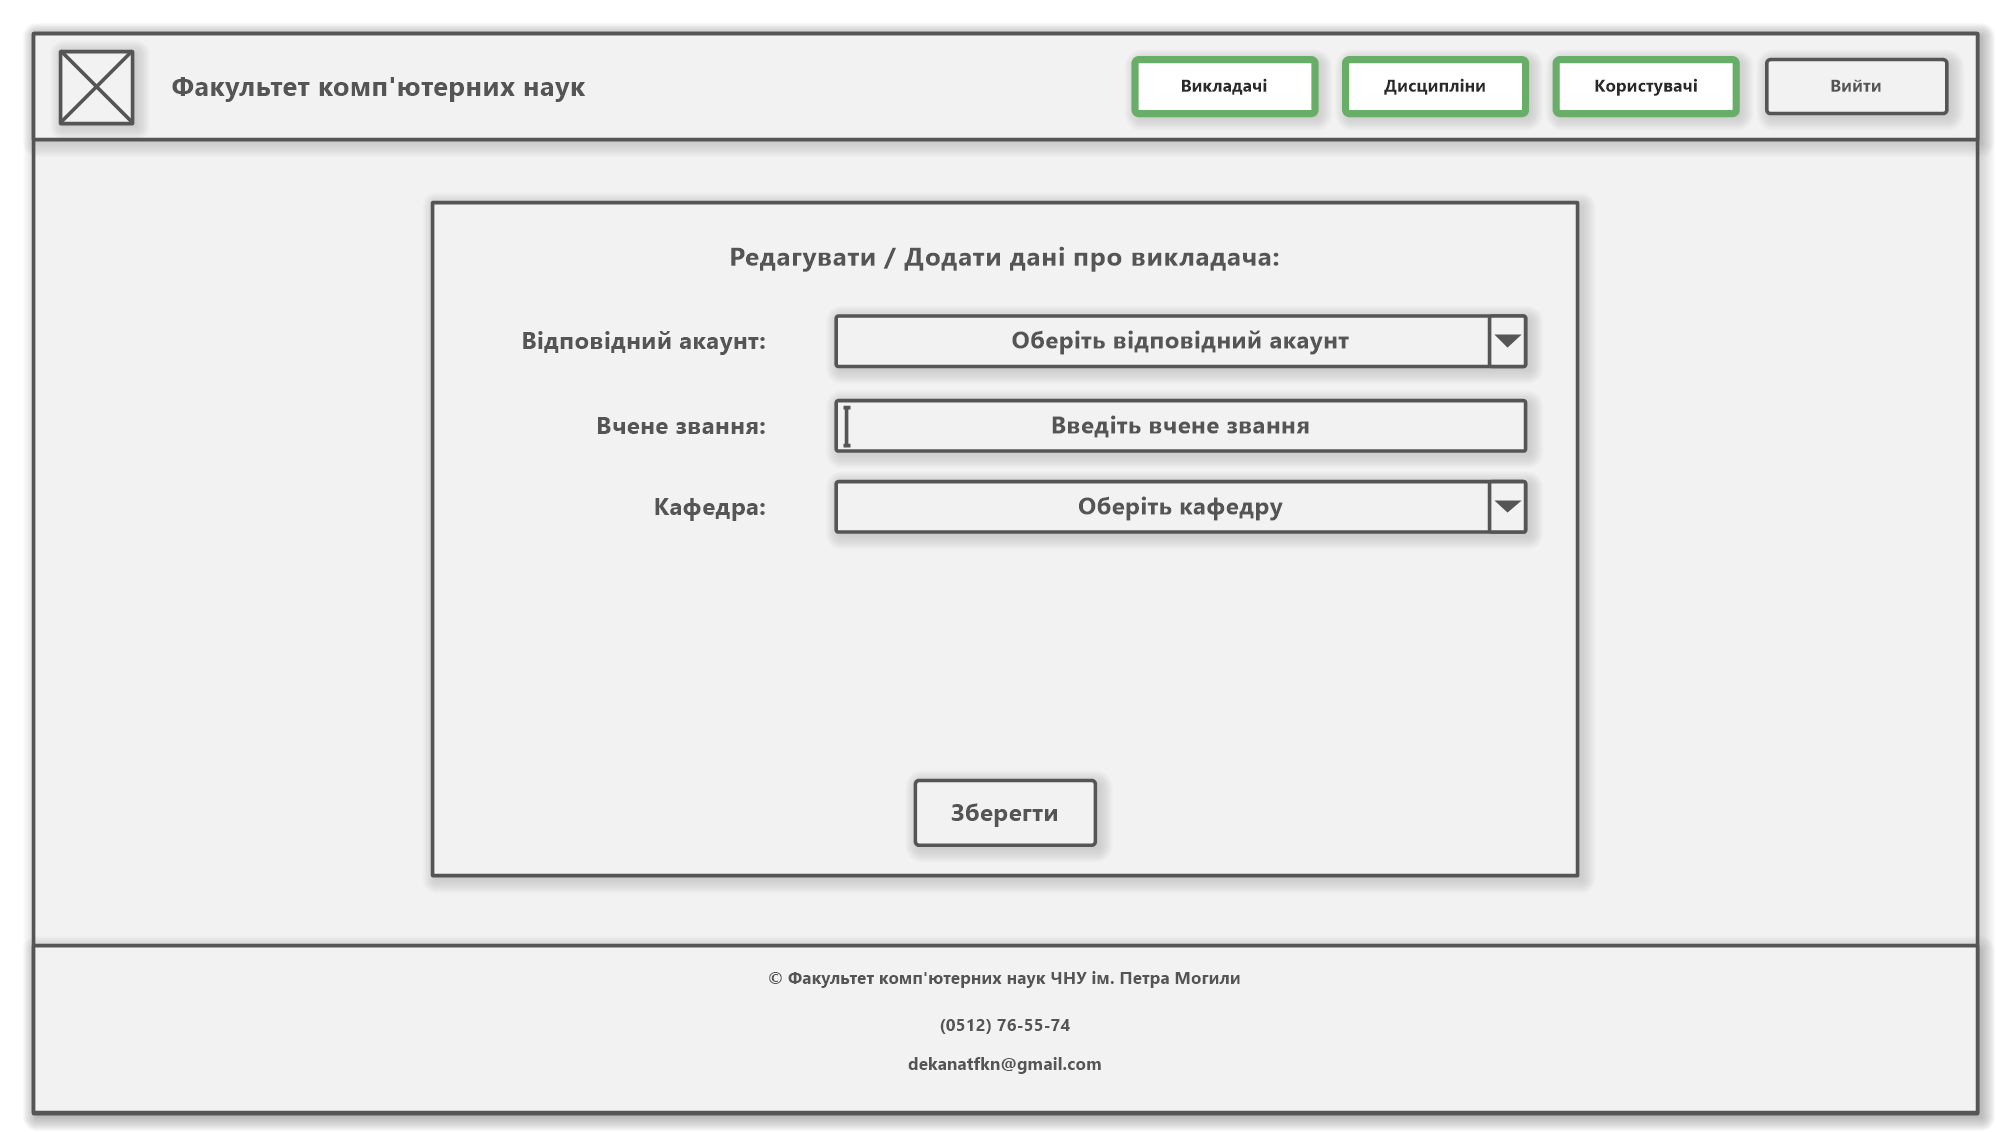 Факультет комп'ютерних наук
Викладачі
Дисципліни
Користувачі
Вийти
Редагувати / Додати дані про викладача:
Відповідний акаунт:
Оберіть відповідний акаунт
Вчене звання:
Введіть вчене звання
Кафедра:
Оберіть кафедру
Зберегти
© Факультет комп'ютерних наук ЧНУ ім. Петра Могили
(0512) 76-55-74
dekanatfkn@gmail.com